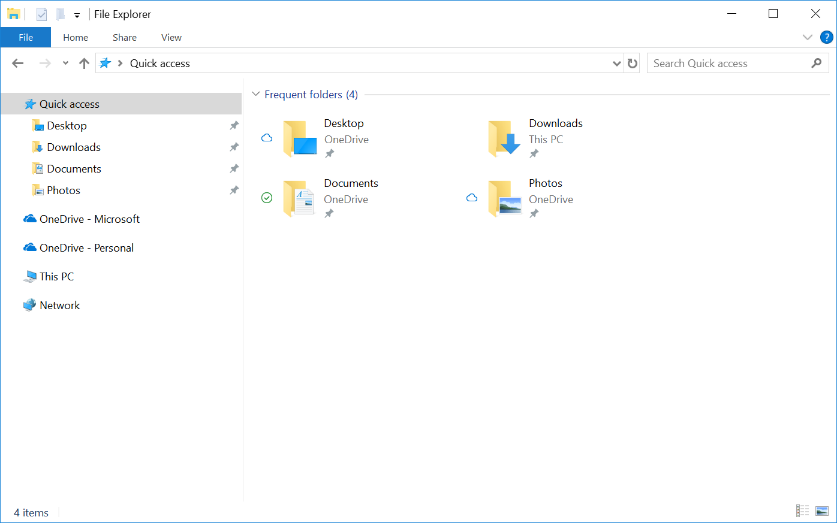 File Explorer
File Home Share View
?
Quick access
Search Quick access
Quick access
Desktop
Downloads
Documents
Photos
OneDrive - Microsoft
OneDrive - Personal
This PC
Network
Frequent folders (4)
Desktop
OneDrive
Downloads
This PC
Documents
OneDrive
Photos
OneDrive
4 items